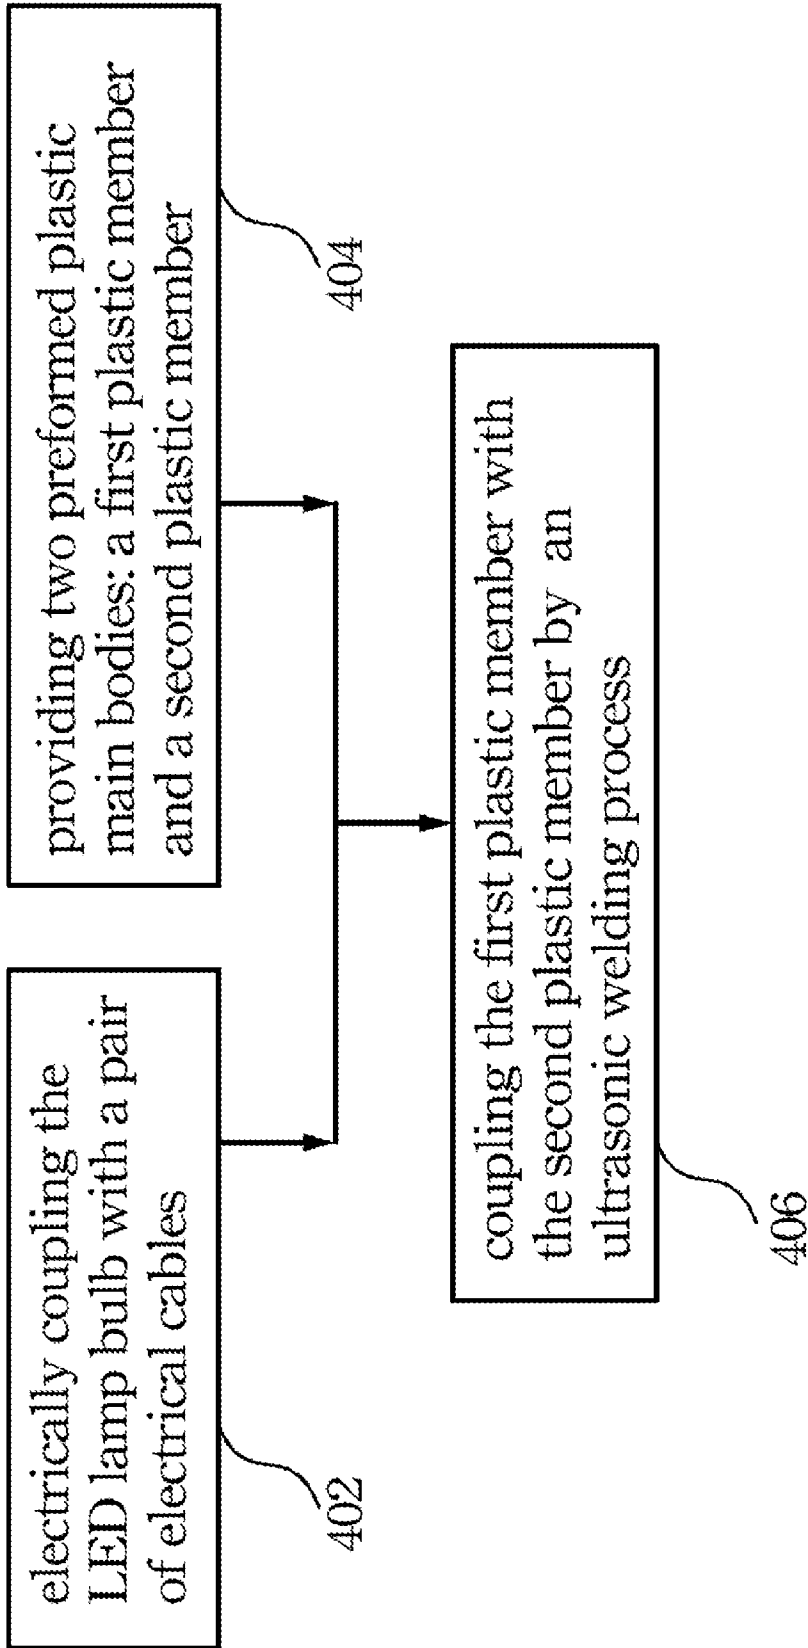 electrically coupling the
LED lamp bulb with a pair
of electrical cables
402
providing two preformed plastic
main bodies: a first plastic member
and a second plastic member
404
coupling the first plastic member with
the second plastic member by an
ultrasonic welding process
406